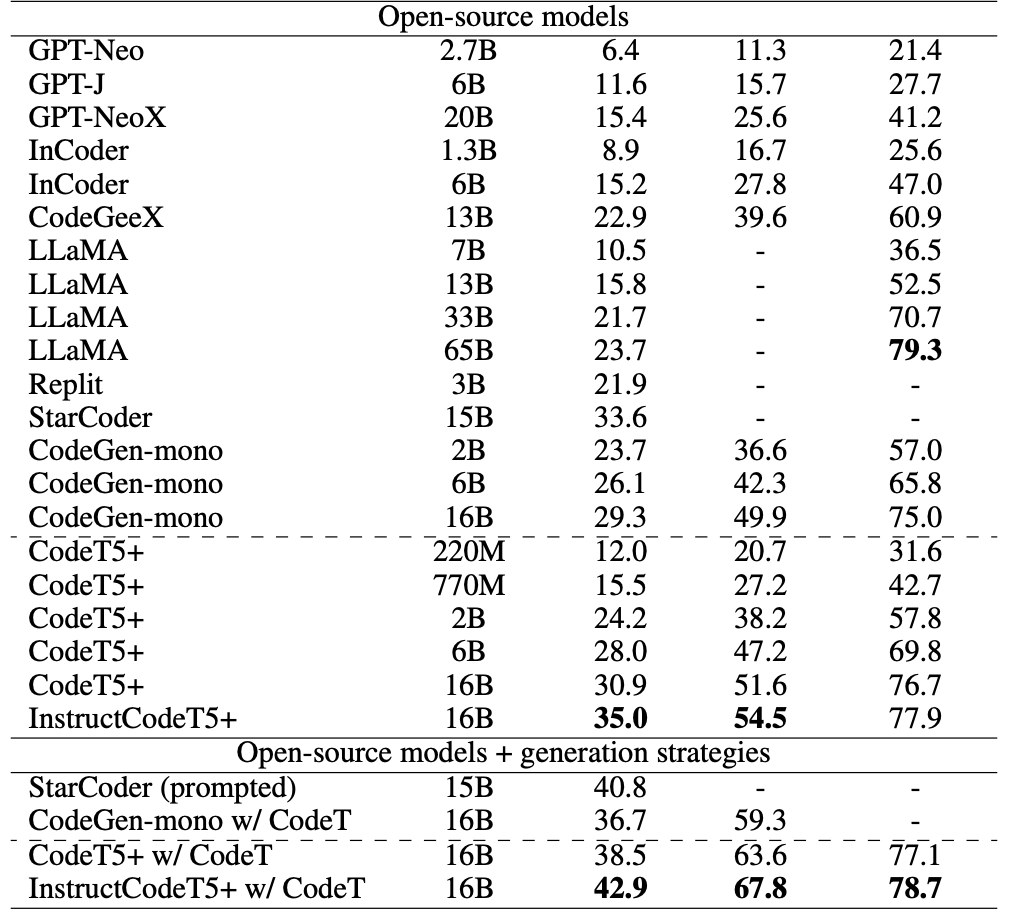 Open-source models
GPT-Neo 2.7B 6.4 11.3 21.4
GPT-J 6B 11.6 15.7 27.7
GPT-NeoX 20B 15.4 25.6 41.2
InCoder 1.3B 8.9 16.7 25.6
InCoder 6B 15.2 27.8 47.0
CodeGeeX 13B 22.9 39.6 60.9
LLaMA 7B 10.5 - 36.5
LLaMA 13B 15.8 - 52.5
LLaMA 33B 21.7 - 70.7
LLaMA 65B 23.7 - 79.3
Replit 3B 21.9 - -
StarCoder 15B 33.6 - -
CodeGen-mono 2B 23.7 36.6 57.0
CodeGen-mono 6B 26.1 42.3 65.8
CodeGen-mono 16B 29.3 49.9 75.0
CodeT5+ 220M 12.0 20.7 31.6
CodeT5+ 770M 15.5 27.2 42.7
CodeT5+ 2B 24.2 38.2 57.8
CodeT5+ 6B 28.0 47.2 69.8
CodeT5+ 16B 30.9 51.6 76.7
InstructCodeT5+ 16B 35.0 54.5 77.9
Open-source models + generation strategies
StarCoder (prompted) 15B 40.8 - -
CodeGen-mono w/ CodeT 16B 36.7 59.3 -
CodeT5+ w/ CodeT 16B 38.5 63.6 77.1
InstructCodeT5+ w/ CodeT 16B 42.9 67.8 78.7